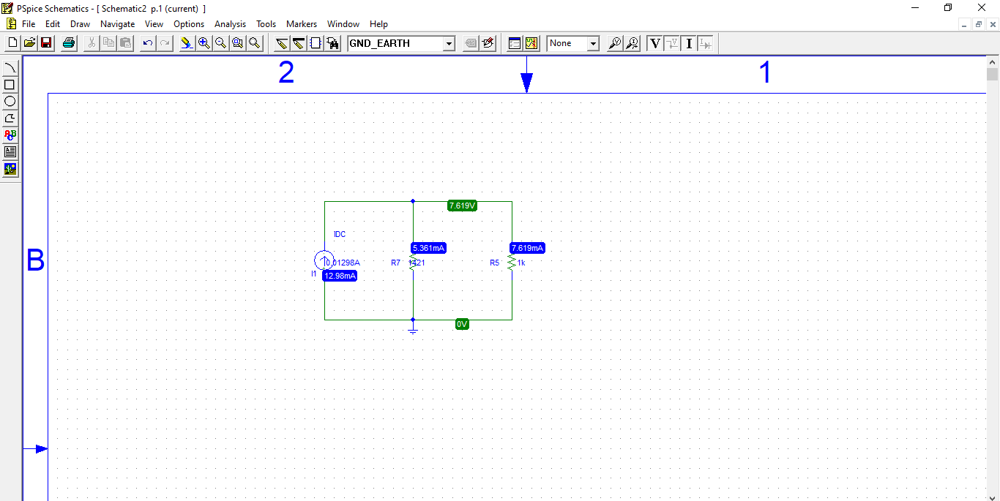 PSpice Schematics - [ Schematic2 p.1 (current) ]
File Edit Draw Navigate View Options Analysis Tools Markers Window Help
GND_EARTH
None
V
I
ABC
A
2
1
B
7.619V
IDC
5.361mA
7.619mA
0.01298A
R7
1421
R5
1k
I1
12.98mA
0V